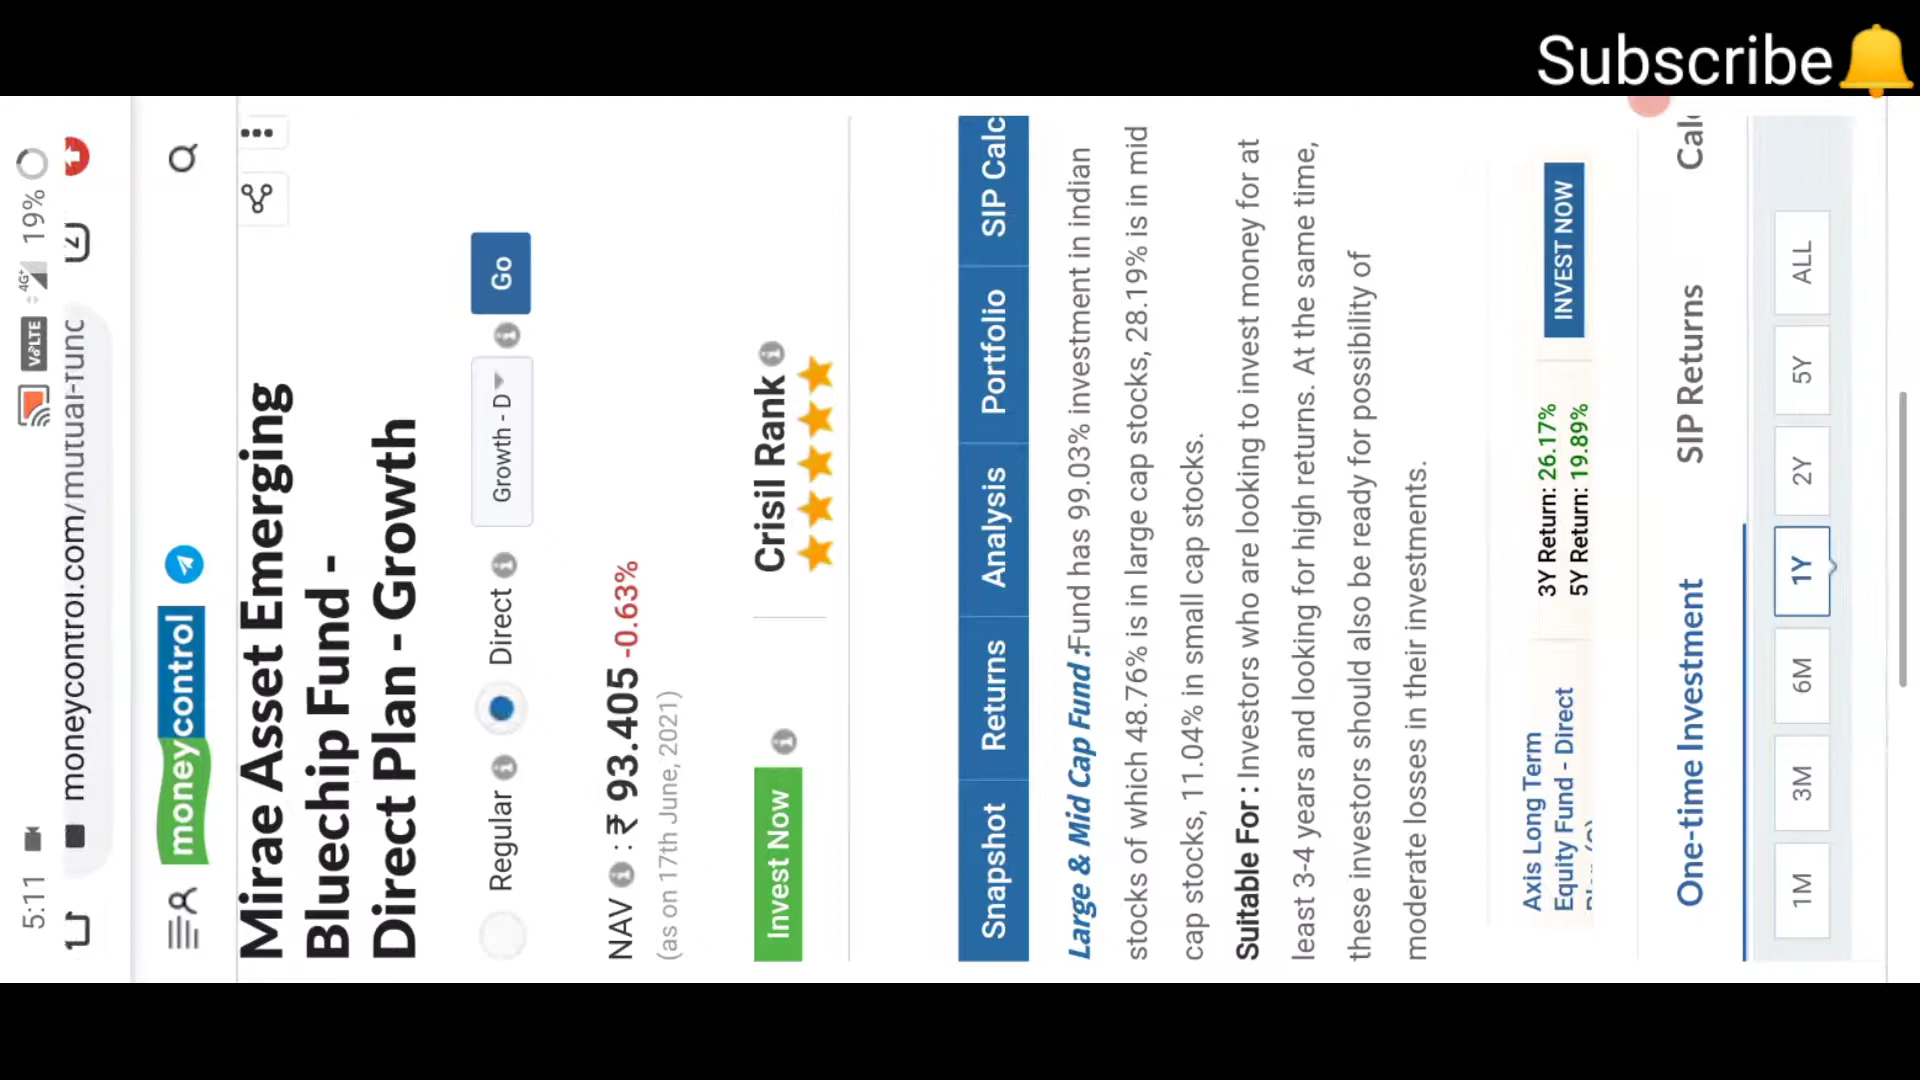 Subscribe
5:11
VoLTE
4G+
19%
moneycontrol.com/mutual-func
2
moneycontrol
Mirae Asset Emerging
Bluechip Fund -
Direct Plan - Growth
Regular
Direct
Growth - D
Go
NAV : ₹ 93.405 -0.63%
(as on 17th June, 2021)
Invest Now
Crisil Rank
Snapshot
Returns
Analysis
Portfolio
SIP Calc
Large & Mid Cap Fund :Fund has 99.03% investment in indian
stocks of which 48.76% is in large cap stocks, 28.19% is in mid
cap stocks, 11.04% in small cap stocks.
Suitable For : Investors who are looking to invest money for at
least 3-4 years and looking for high returns. At the same time,
these investors should also be ready for possibility of
moderate losses in their investments.
Axis Long Term
Equity Fund - Direct
3Y Return: 26.17%
5Y Return: 19.89%
INVEST NOW
One-time Investment
SIP Returns
Calc
1M
3M
6M
1Y
2Y
5Y
ALL